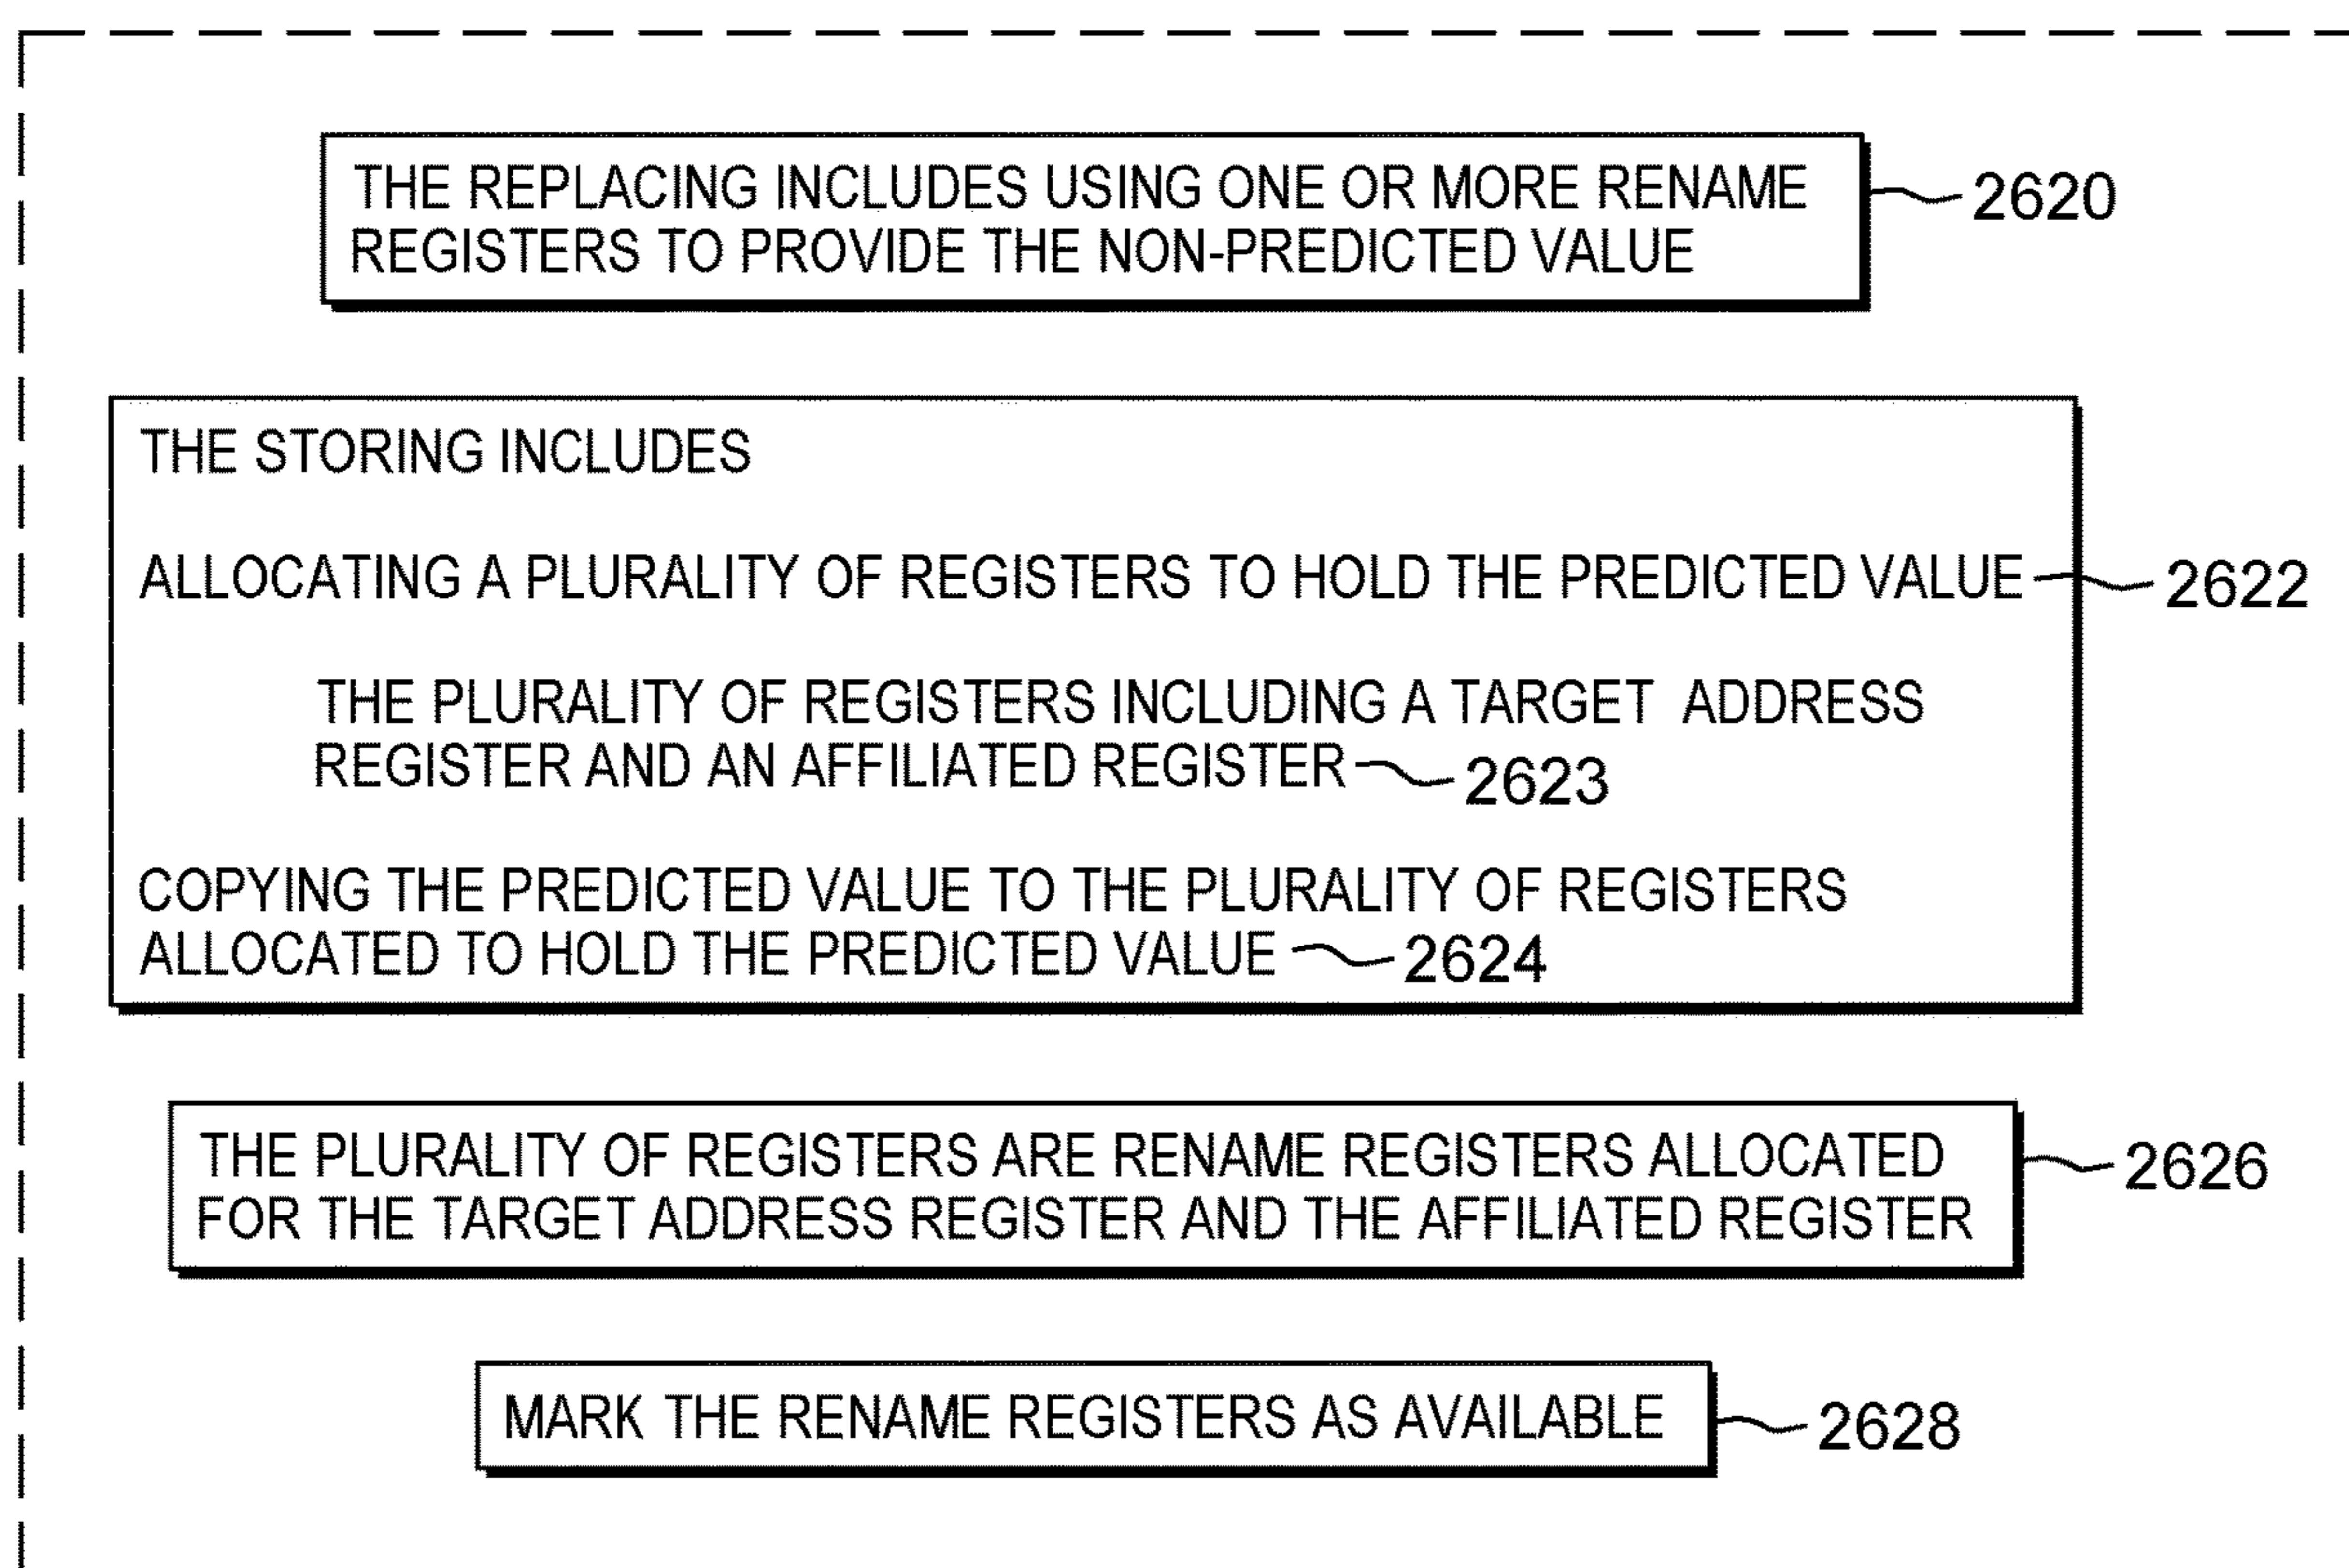 THE REPLACING INCLUDES USING ONE OR MORE RENAME
REGISTERS TO PROVIDE THE NON-PREDICTED VALUE
2620
THE STORING INCLUDES
ALLOCATING A PLURALITY OF REGISTERS TO HOLD THE PREDICTED VALUE
2622
THE PLURALITY OF REGISTERS INCLUDING A TARGET ADDRESS
REGISTER AND AN AFFILIATED REGISTER
2623
COPYING THE PREDICTED VALUE TO THE PLURALITY OF REGISTERS
ALLOCATED TO HOLD THE PREDICTED VALUE
2624
THE PLURALITY OF REGISTERS ARE RENAME REGISTERS ALLOCATED
FOR THE TARGET ADDRESS REGISTER AND THE AFFILIATED REGISTER
2626
MARK THE RENAME REGISTERS AS AVAILABLE
2628